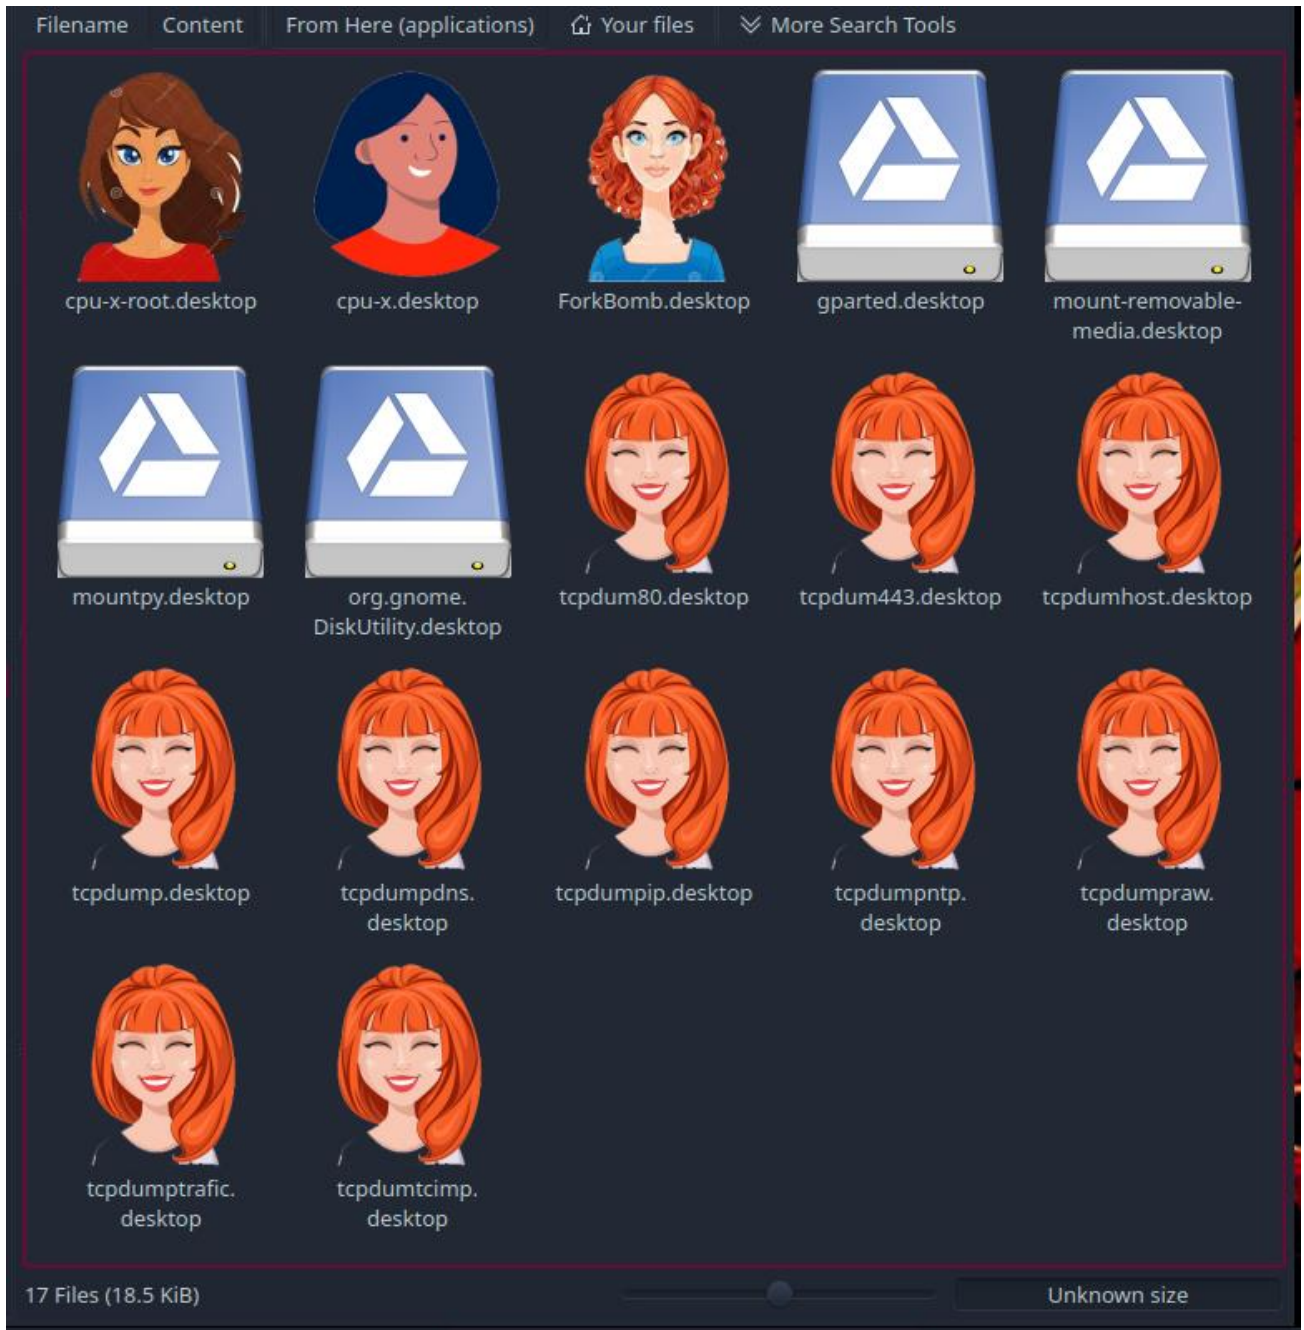 Filename Content From Here (applications) Your files More Search Tools
cpu-x-root.desktop cpu-x.desktop ForkBomb.desktop gparted.desktop mount-removable-
media.desktop
mountpy.desktop org.gnome. tcpdum80.desktop tcpdum443.desktop tcpdumhost.desktop
DiskUtility.desktop
tcpdump.desktop tcpdumpdns. tcpdumpip.desktop tcpdumpntp. tcpdumpraw.
desktop desktop desktop
tcpdumptrafic. tcpdumtcimp.
desktop desktop
17 Files (18.5 KiB) Unknown size